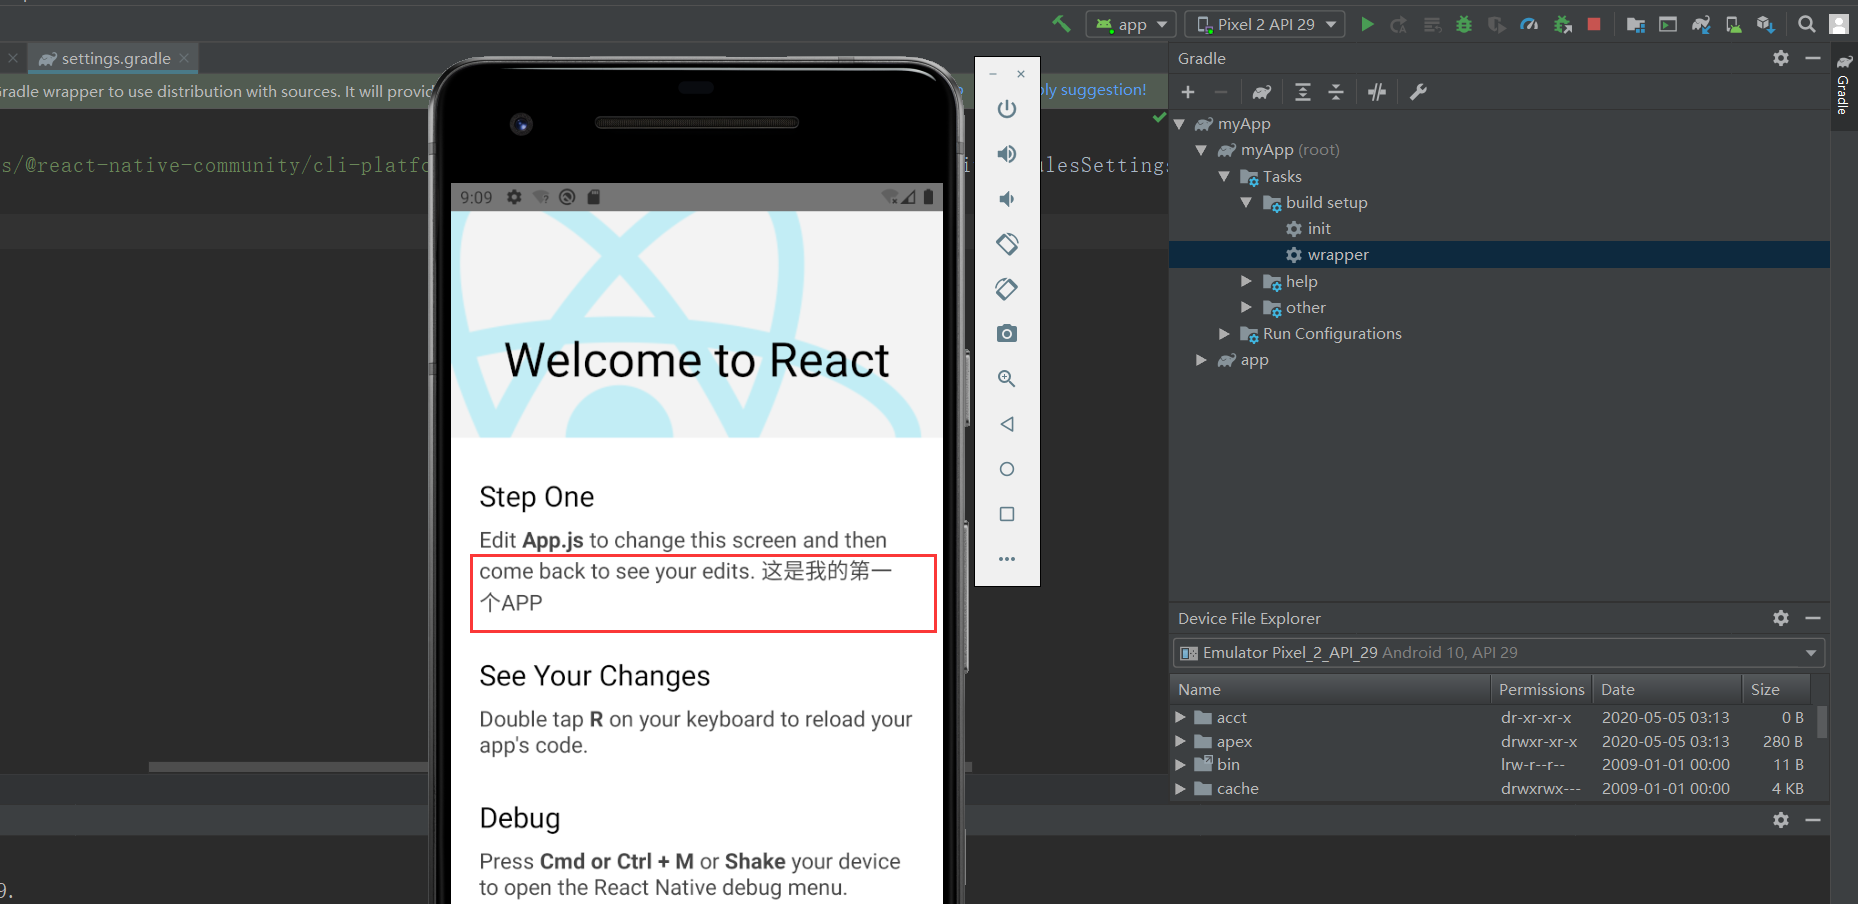 app
Pixel 2 API 29
settings.gradle
Gradle
radle wrapper to use distribution with sources. It will provid
ply suggestion!
s/@react-native-community/cli-platfo
ulesSettings
9:09
Welcome to React
Step One
Edit App.js to change this screen and then
come back to see your edits. 这是我的第一
个APP
See Your Changes
Double tap R on your keyboard to reload your
app's code.
Debug
Press Cmd or Ctrl + M or Shake your device
to open the React Native debug menu.
9.
Gradle
myApp
myApp (root)
Tasks
build setup
init
wrapper
help
other
Run Configurations
app
Device File Explorer
Emulator Pixel_2_API_29 Android 10, API 29
Name Permissions Date Size
acct dr-xr-xr-x 2020-05-05 03:13 0 B
apex drwxr-xr-x 2020-05-05 03:13 280 B
bin lrw-r--r-- 2009-01-01 00:00 11 B
cache drwxrwx--- 2009-01-01 00:00 4 KB